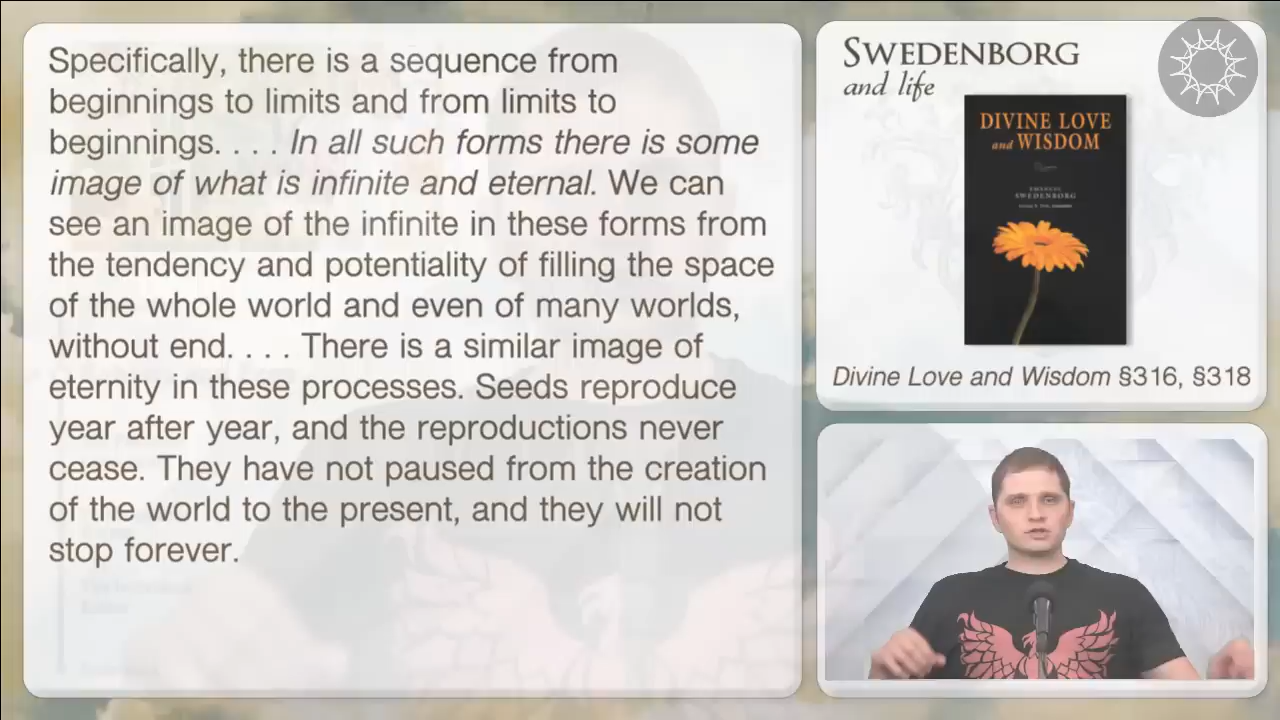 Specifically, there is a sequence from
beginnings to limits and from limits to
beginnings. . . . In all such forms there is some
image of what is infinite and eternal. We can
see an image of the infinite in these forms from
the tendency and potentiality of filling the space
of the whole world and even of many worlds,
without end. . . . There is a similar image of
eternity in these processes. Seeds reproduce
year after year, and the reproductions never
cease. They have not paused from the creation
of the world to the present, and they will not
stop forever.
SWEDENBORG
and life
DIVINE LOVE
and WISDOM
EMANUEL
SWEDENBORG
Divine Love and Wisdom §316, §318